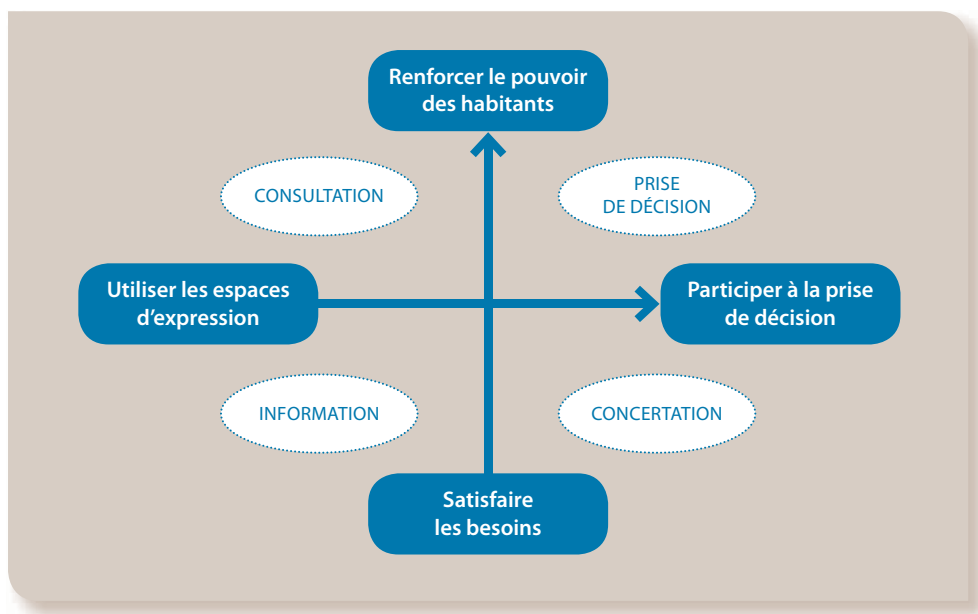 Renforcer le pouvoir
des habitants
CONSULTATION
PRISE
DE DÉCISION
Utiliser les espaces
d’expression
Participer à la prise
de décision
INFORMATION
CONCERTATION
Satisfaire
les besoins